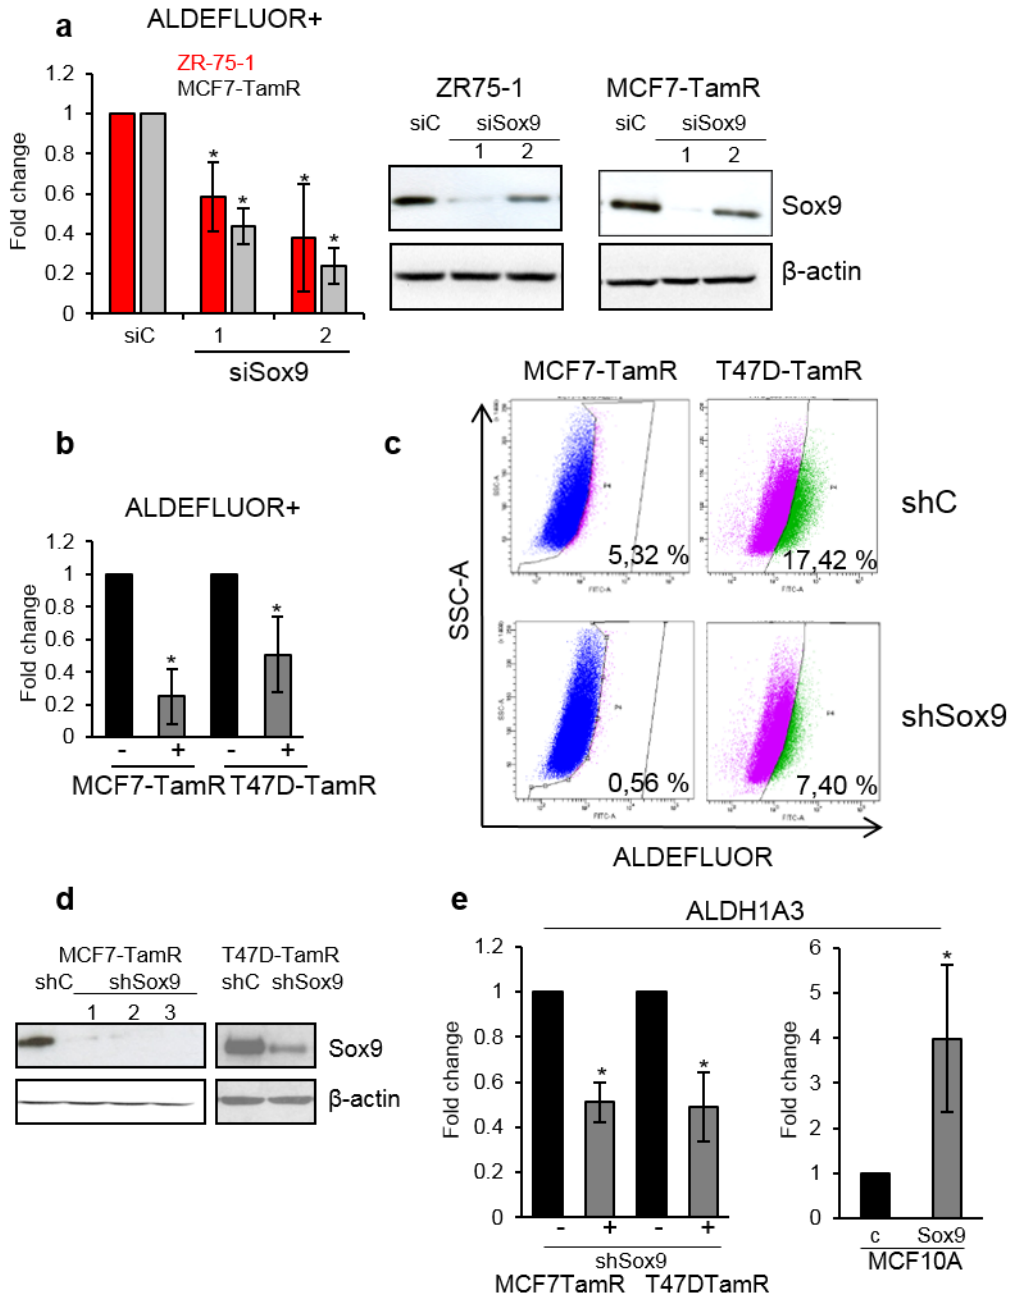 a
ALDEFLUOR+
ZR-75-1
MCF7-TamR
Fold change
1.2
1
0.8
0.6
0.4
0.2
0
* * * *
siC 1 2
siSox9
ZR75-1 MCF7-TamR
siC siSox9 siC siSox9
1 2 1 2
Sox9
β-actin
b
ALDEFLUOR+
Fold change
1.2
1
0.8
0.6
0.4
0.2
0
* *
- + - +
MCF7-TamR T47D-TamR
c
MCF7-TamR T47D-TamR
SSC-A
SSC-A
5,32 % 17,42 %
shC
FITC-A FITC-A
SSC-A
0,56 % 7,40 %
shSox9
FITC-A FITC-A
ALDEFLUOR
d
MCF7-TamR T47D-TamR
shC shSox9 shC shSox9
1 2 3
Sox9
β-actin
e
ALDH1A3
Fold change
1.2
1
0.8
0.6
0.4
0.2
0
* *
- + - +
shSox9
MCF7TamR T47DTamR
Fold change
6
5
4
3
2
1
0
*
c Sox9
MCF10A